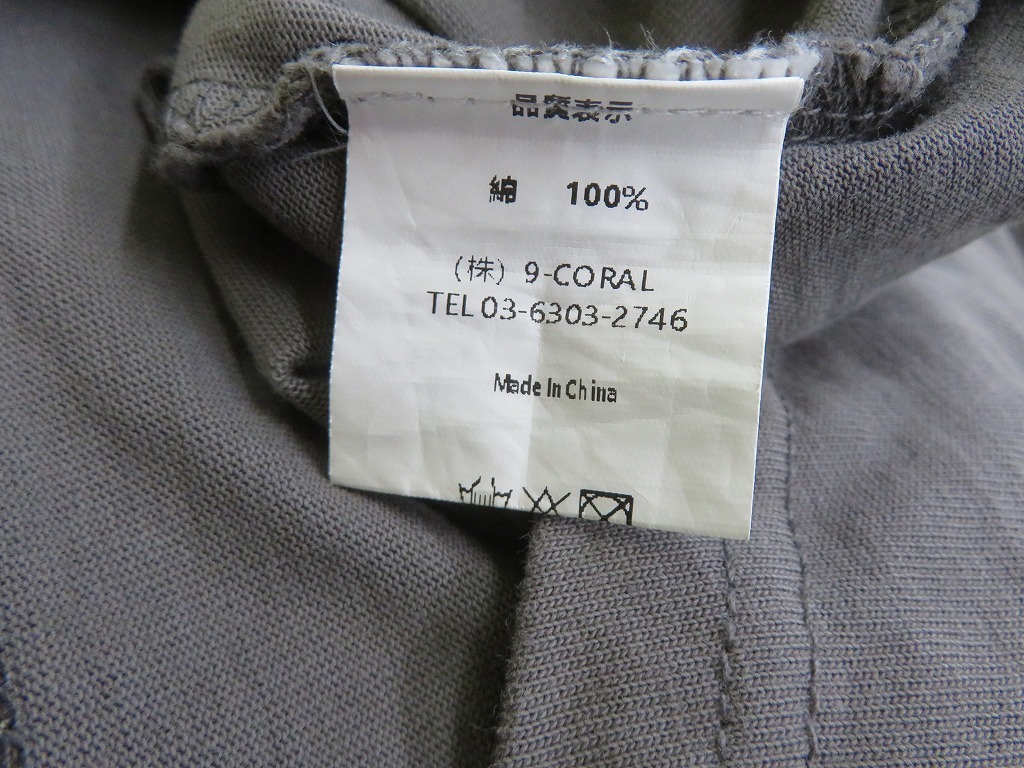 品質表示
綿 100%
(株) 9-CORAL
TEL 03-6303-2746
Made In China